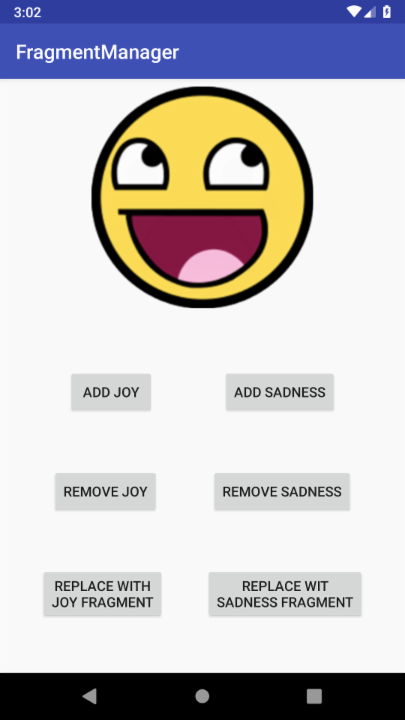 3:02
FragmentManager
ADD JOY
ADD SADNESS
REMOVE JOY
REMOVE SADNESS
REPLACE WITH
JOY FRAGMENT
REPLACE WIT
SADNESS FRAGMENT